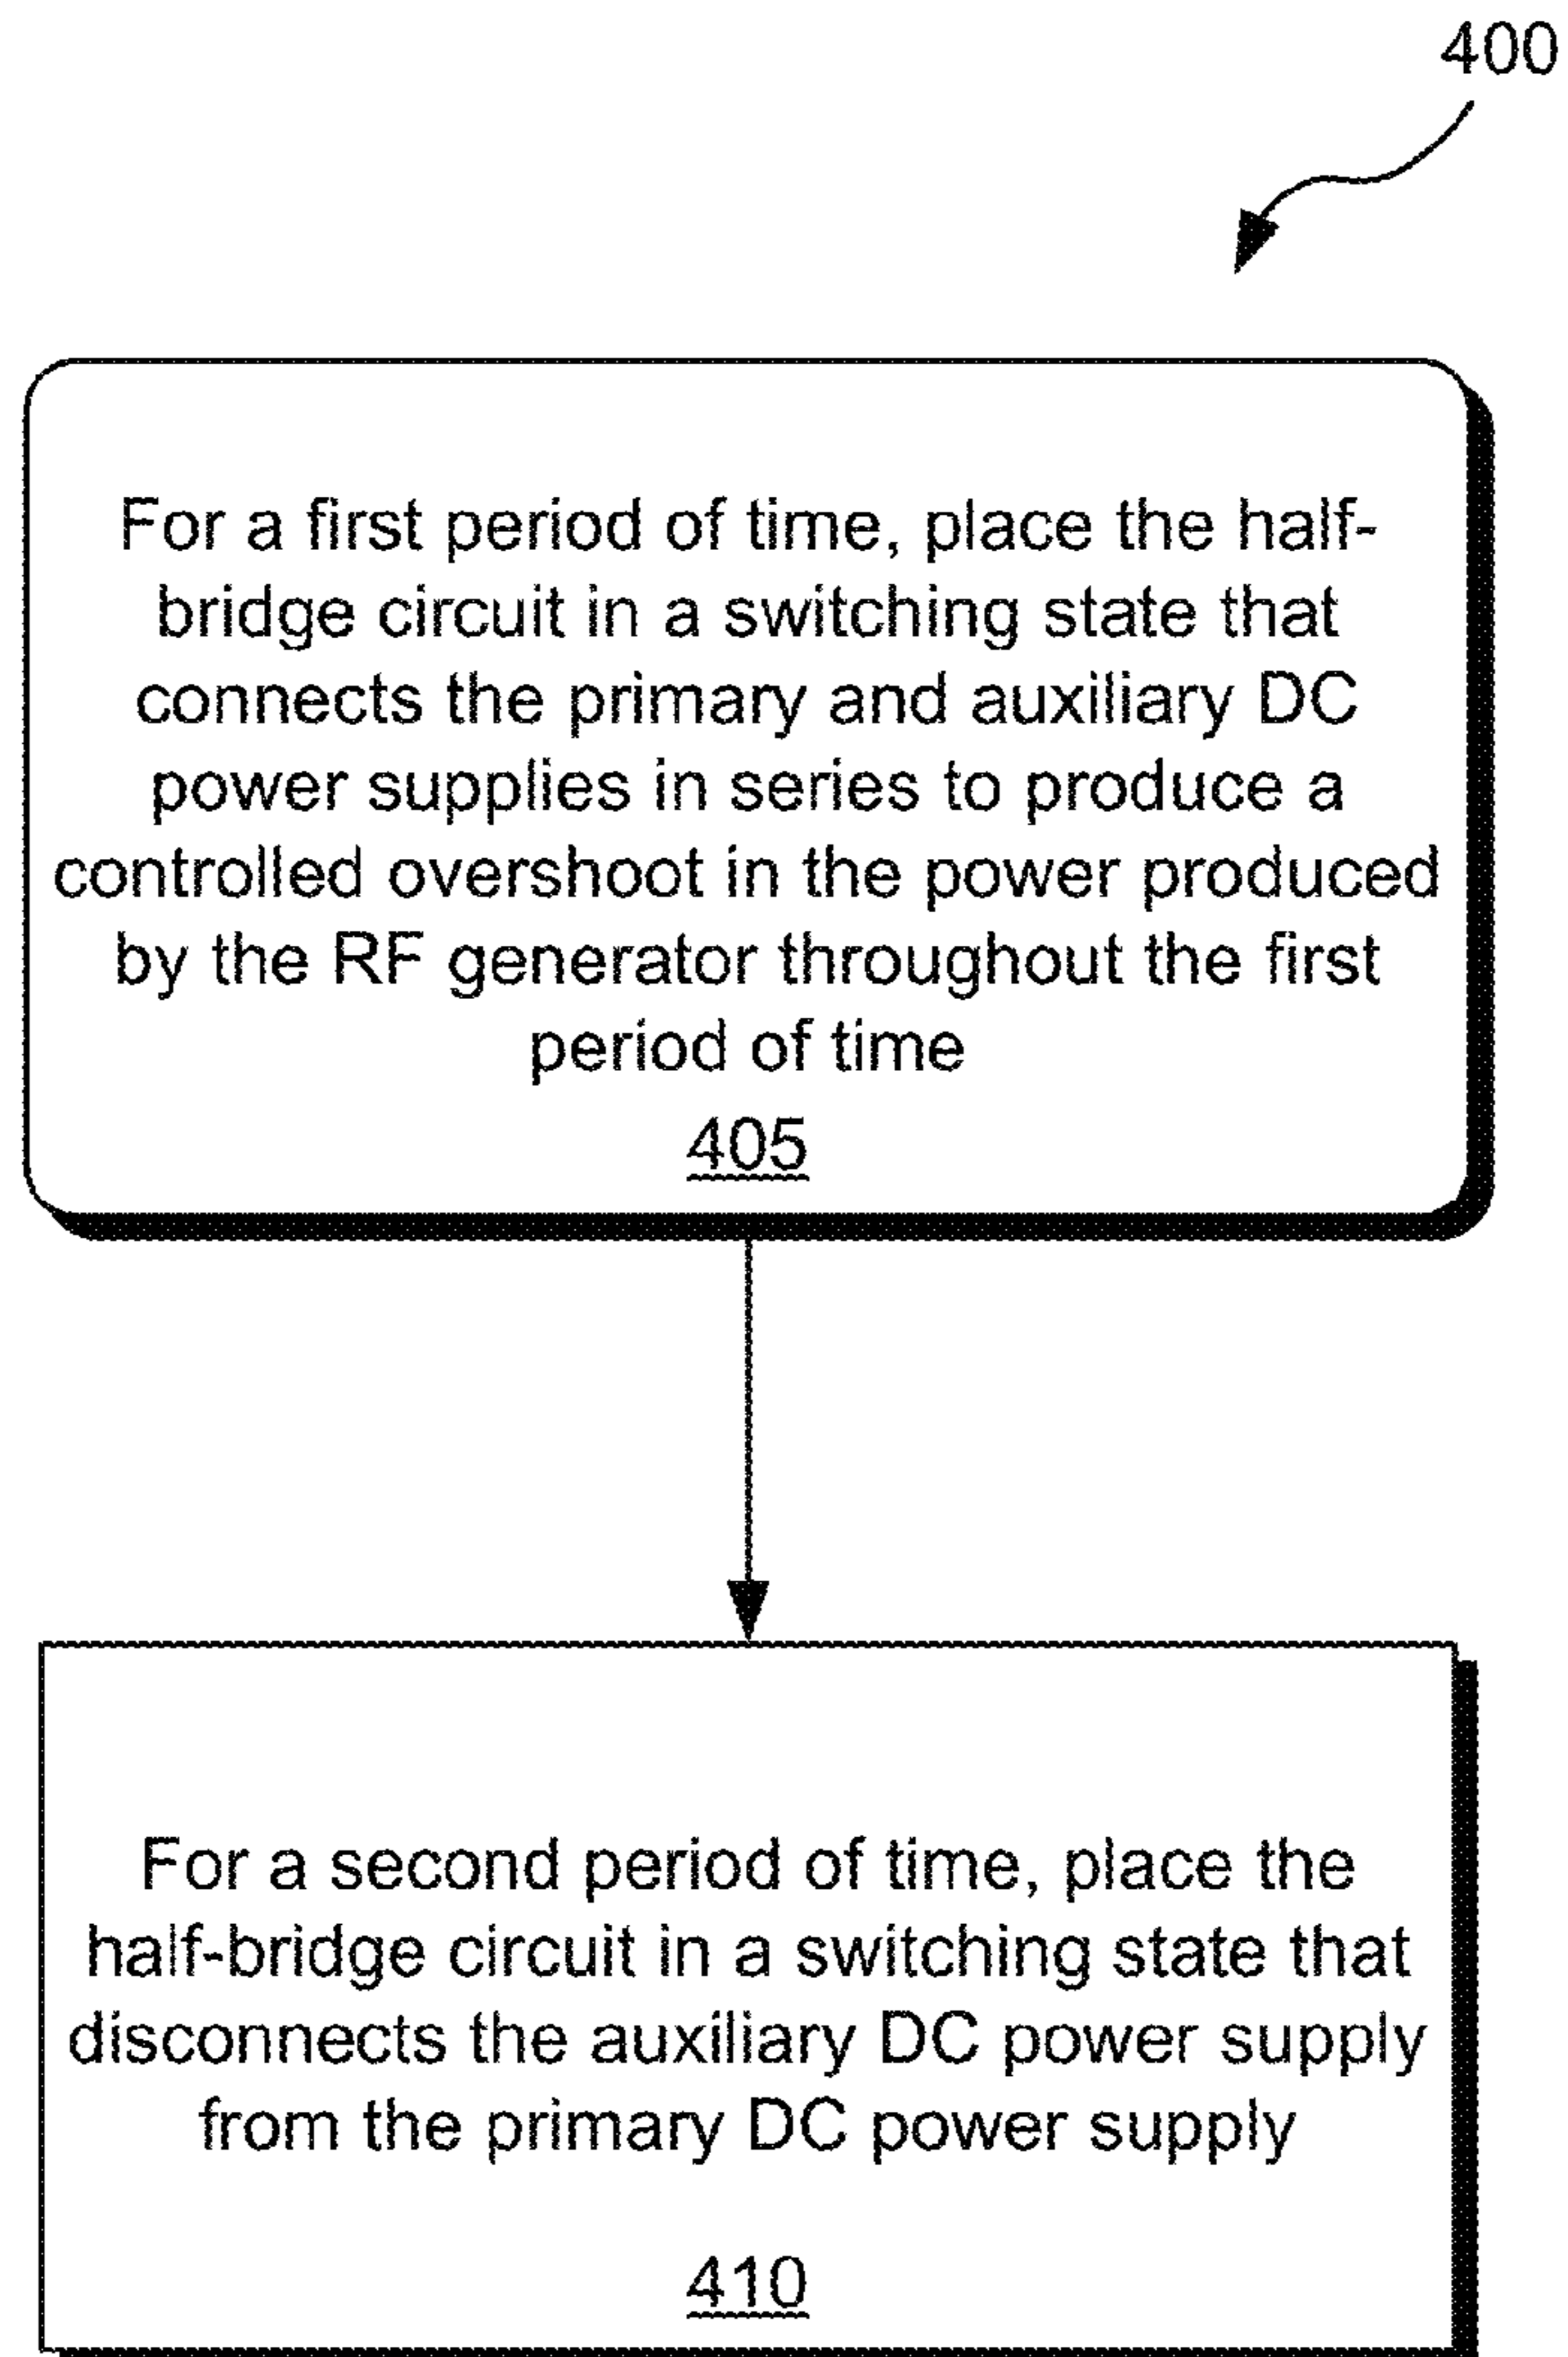 400
For a first period of time, place the half-
bridge circuit in a switching state that
connects the primary and auxiliary DC
power supplies in series to produce a
controlled overshoot in the power produced
by the RF generator throughout the first
period of time
405
For a second period of time, place the
half-bridge circuit in a switching state that
disconnects the auxiliary DC power supply
from the primary DC power supply
410